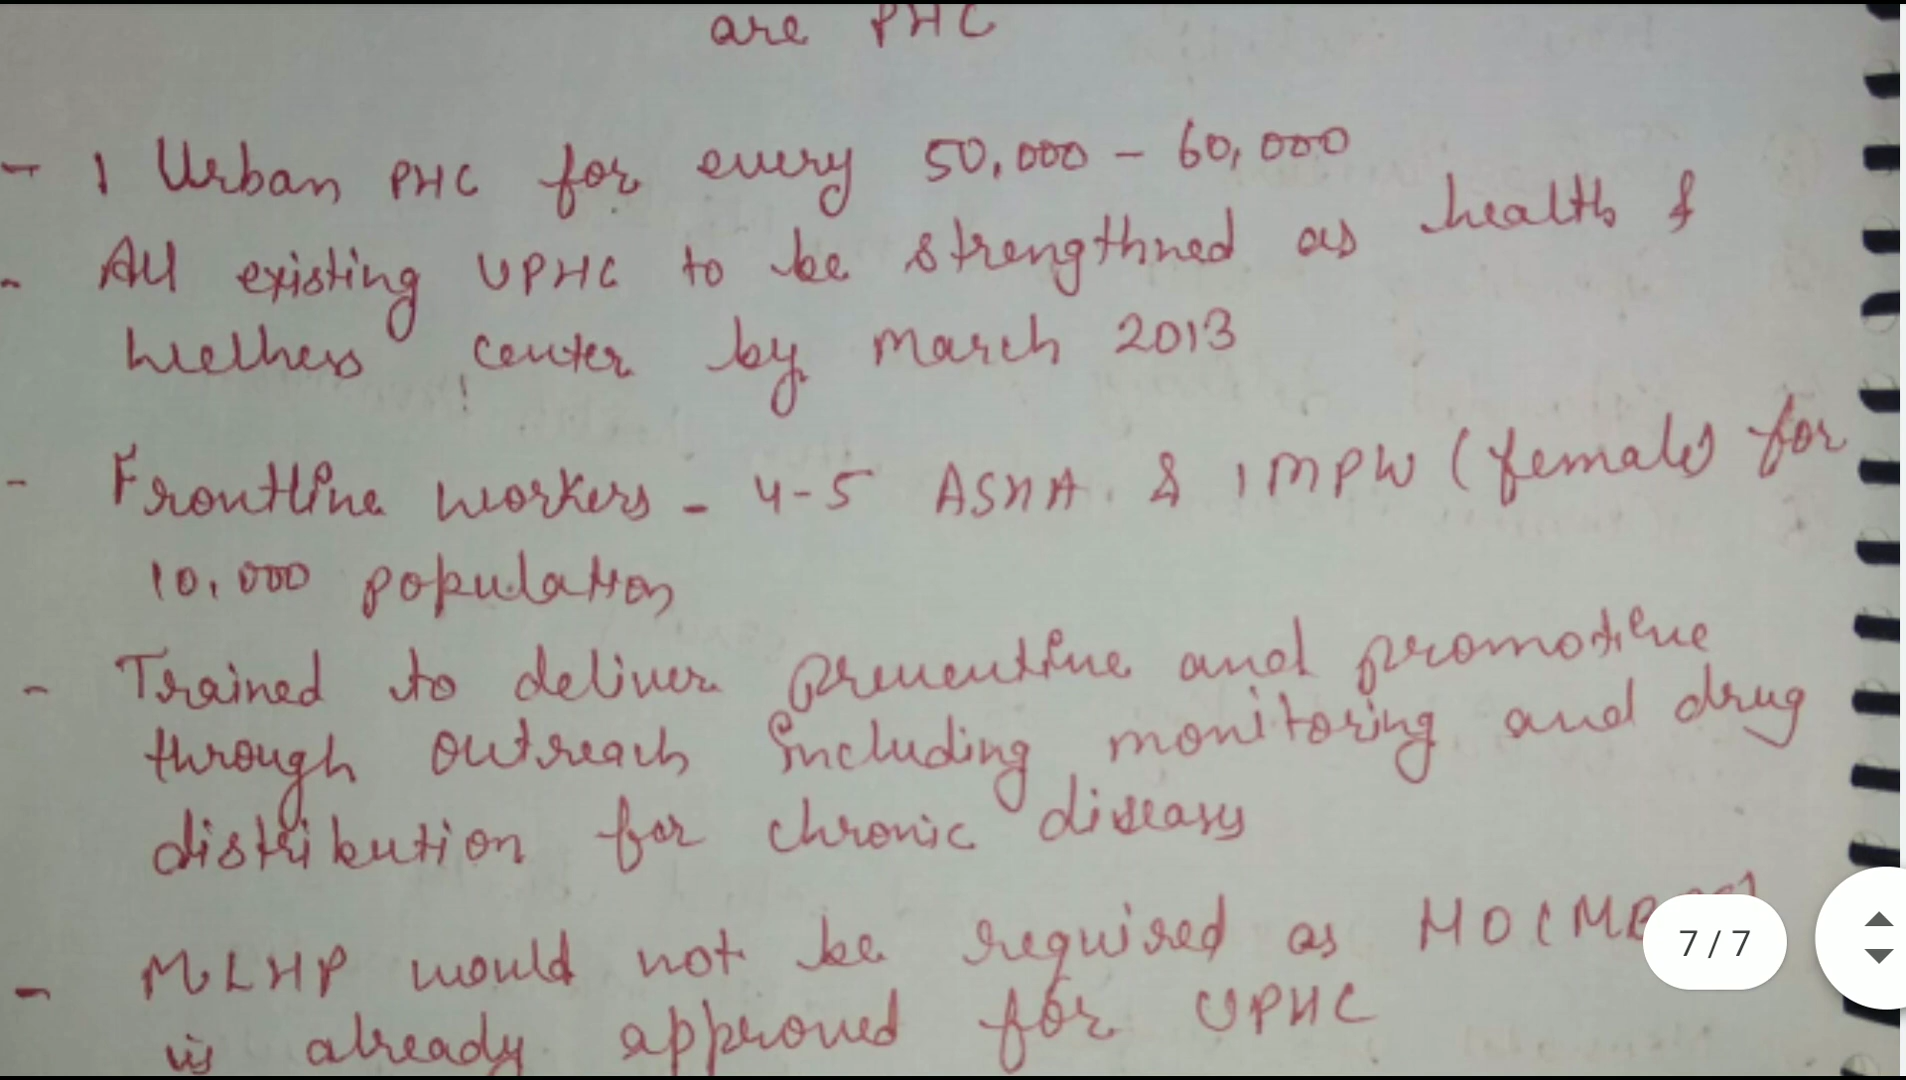 are PHC
- 1 Urban PHC for every 50,000 - 60,000
- All existing UPHC to be strengthned as health &
wellness center by march 2013
- Frontline workers - 4-5 ASHA & 1 MPW (female) for
10,000 population
- Trained to deliver preventive and promotive
through outreach including monitoring and drug
distribution for chronic diseases
- MLHP would not be required as MO (MB
is already approved for UPHC
7 / 7